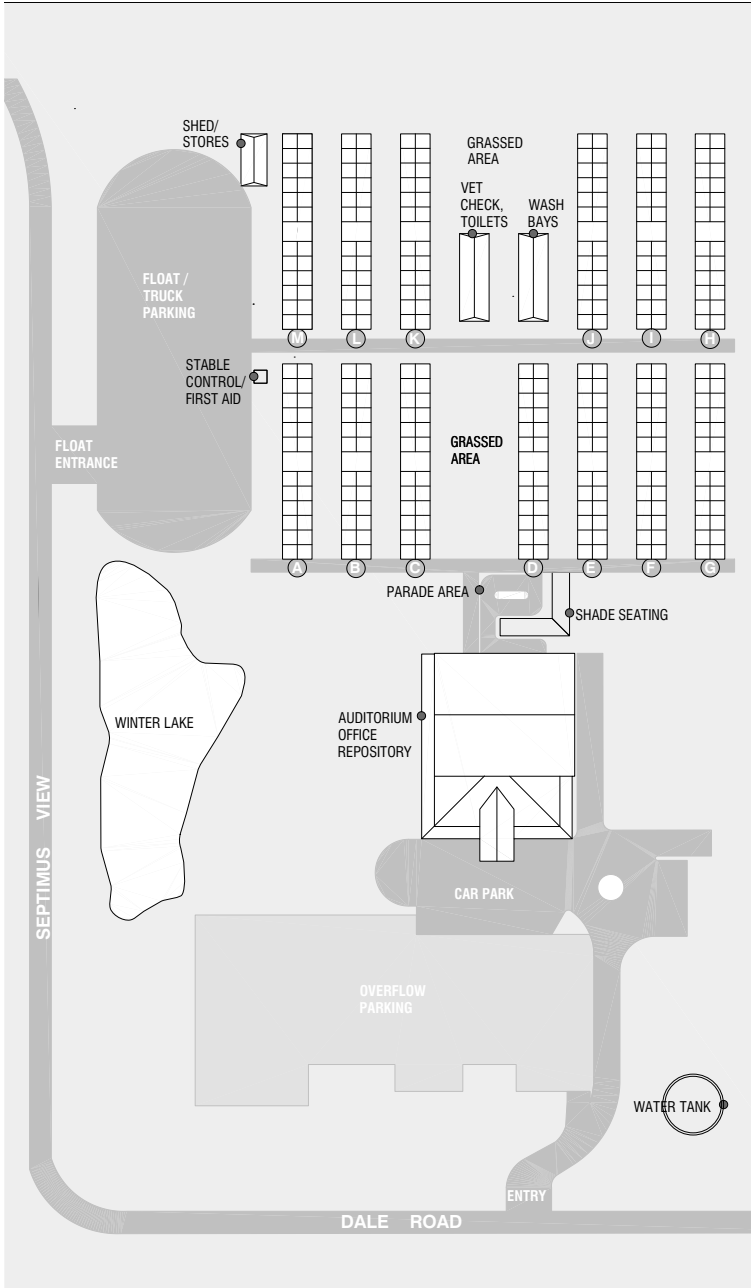 SHED/
STORES
GRASSED
AREA
VET
CHECK,
TOILETS
WASH
BAYS
FLOAT /
TRUCK
PARKING
M
L
K
J
I
H
STABLE
CONTROL/
FIRST AID
FLOAT
ENTRANCE
GRASSED
AREA
A
B
C
D
E
F
G
PARADE AREA
SHADE SEATING
WINTER LAKE
AUDITORIUM
OFFICE
REPOSITORY
SEPTIMUS VIEW
CAR PARK
OVERFLOW
PARKING
WATER TANK
ENTRY
DALE ROAD